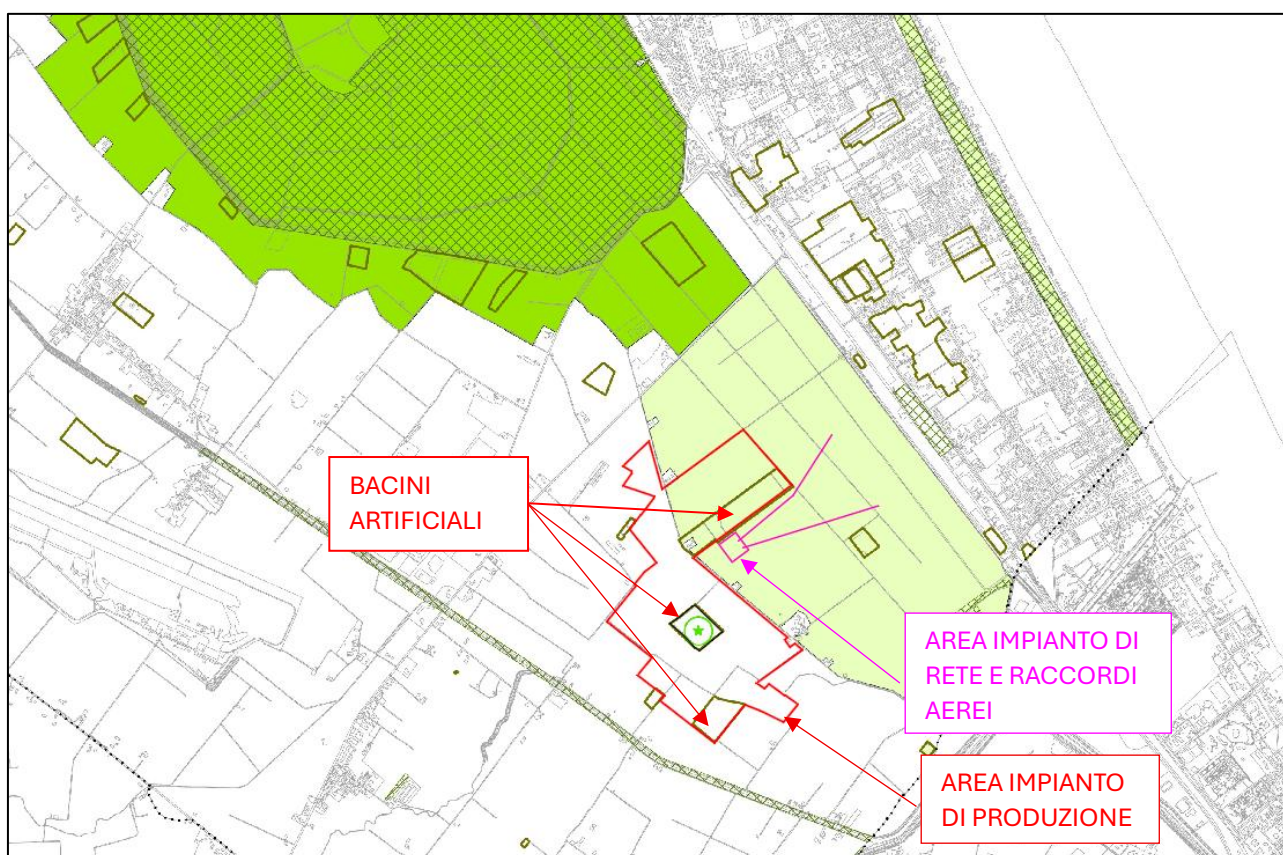 BACINI
ARTIFICIALI
AREA IMPIANTO DI
RETE E RACCORDI
AEREI
AREA IMPIANTO
DI PRODUZIONE